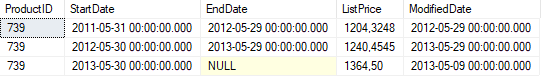 ProductID StartDate EndDate ListPrice ModifiedDate
739 2011-05-31 00:00:00.000 2012-05-29 00:00:00.000 1204,3248 2012-05-29 00:00:00.000
739 2012-05-30 00:00:00.000 2013-05-29 00:00:00.000 1240,4545 2013-05-29 00:00:00.000
739 2013-05-30 00:00:00.000 NULL 1364,50 2013-05-09 00:00:00.000